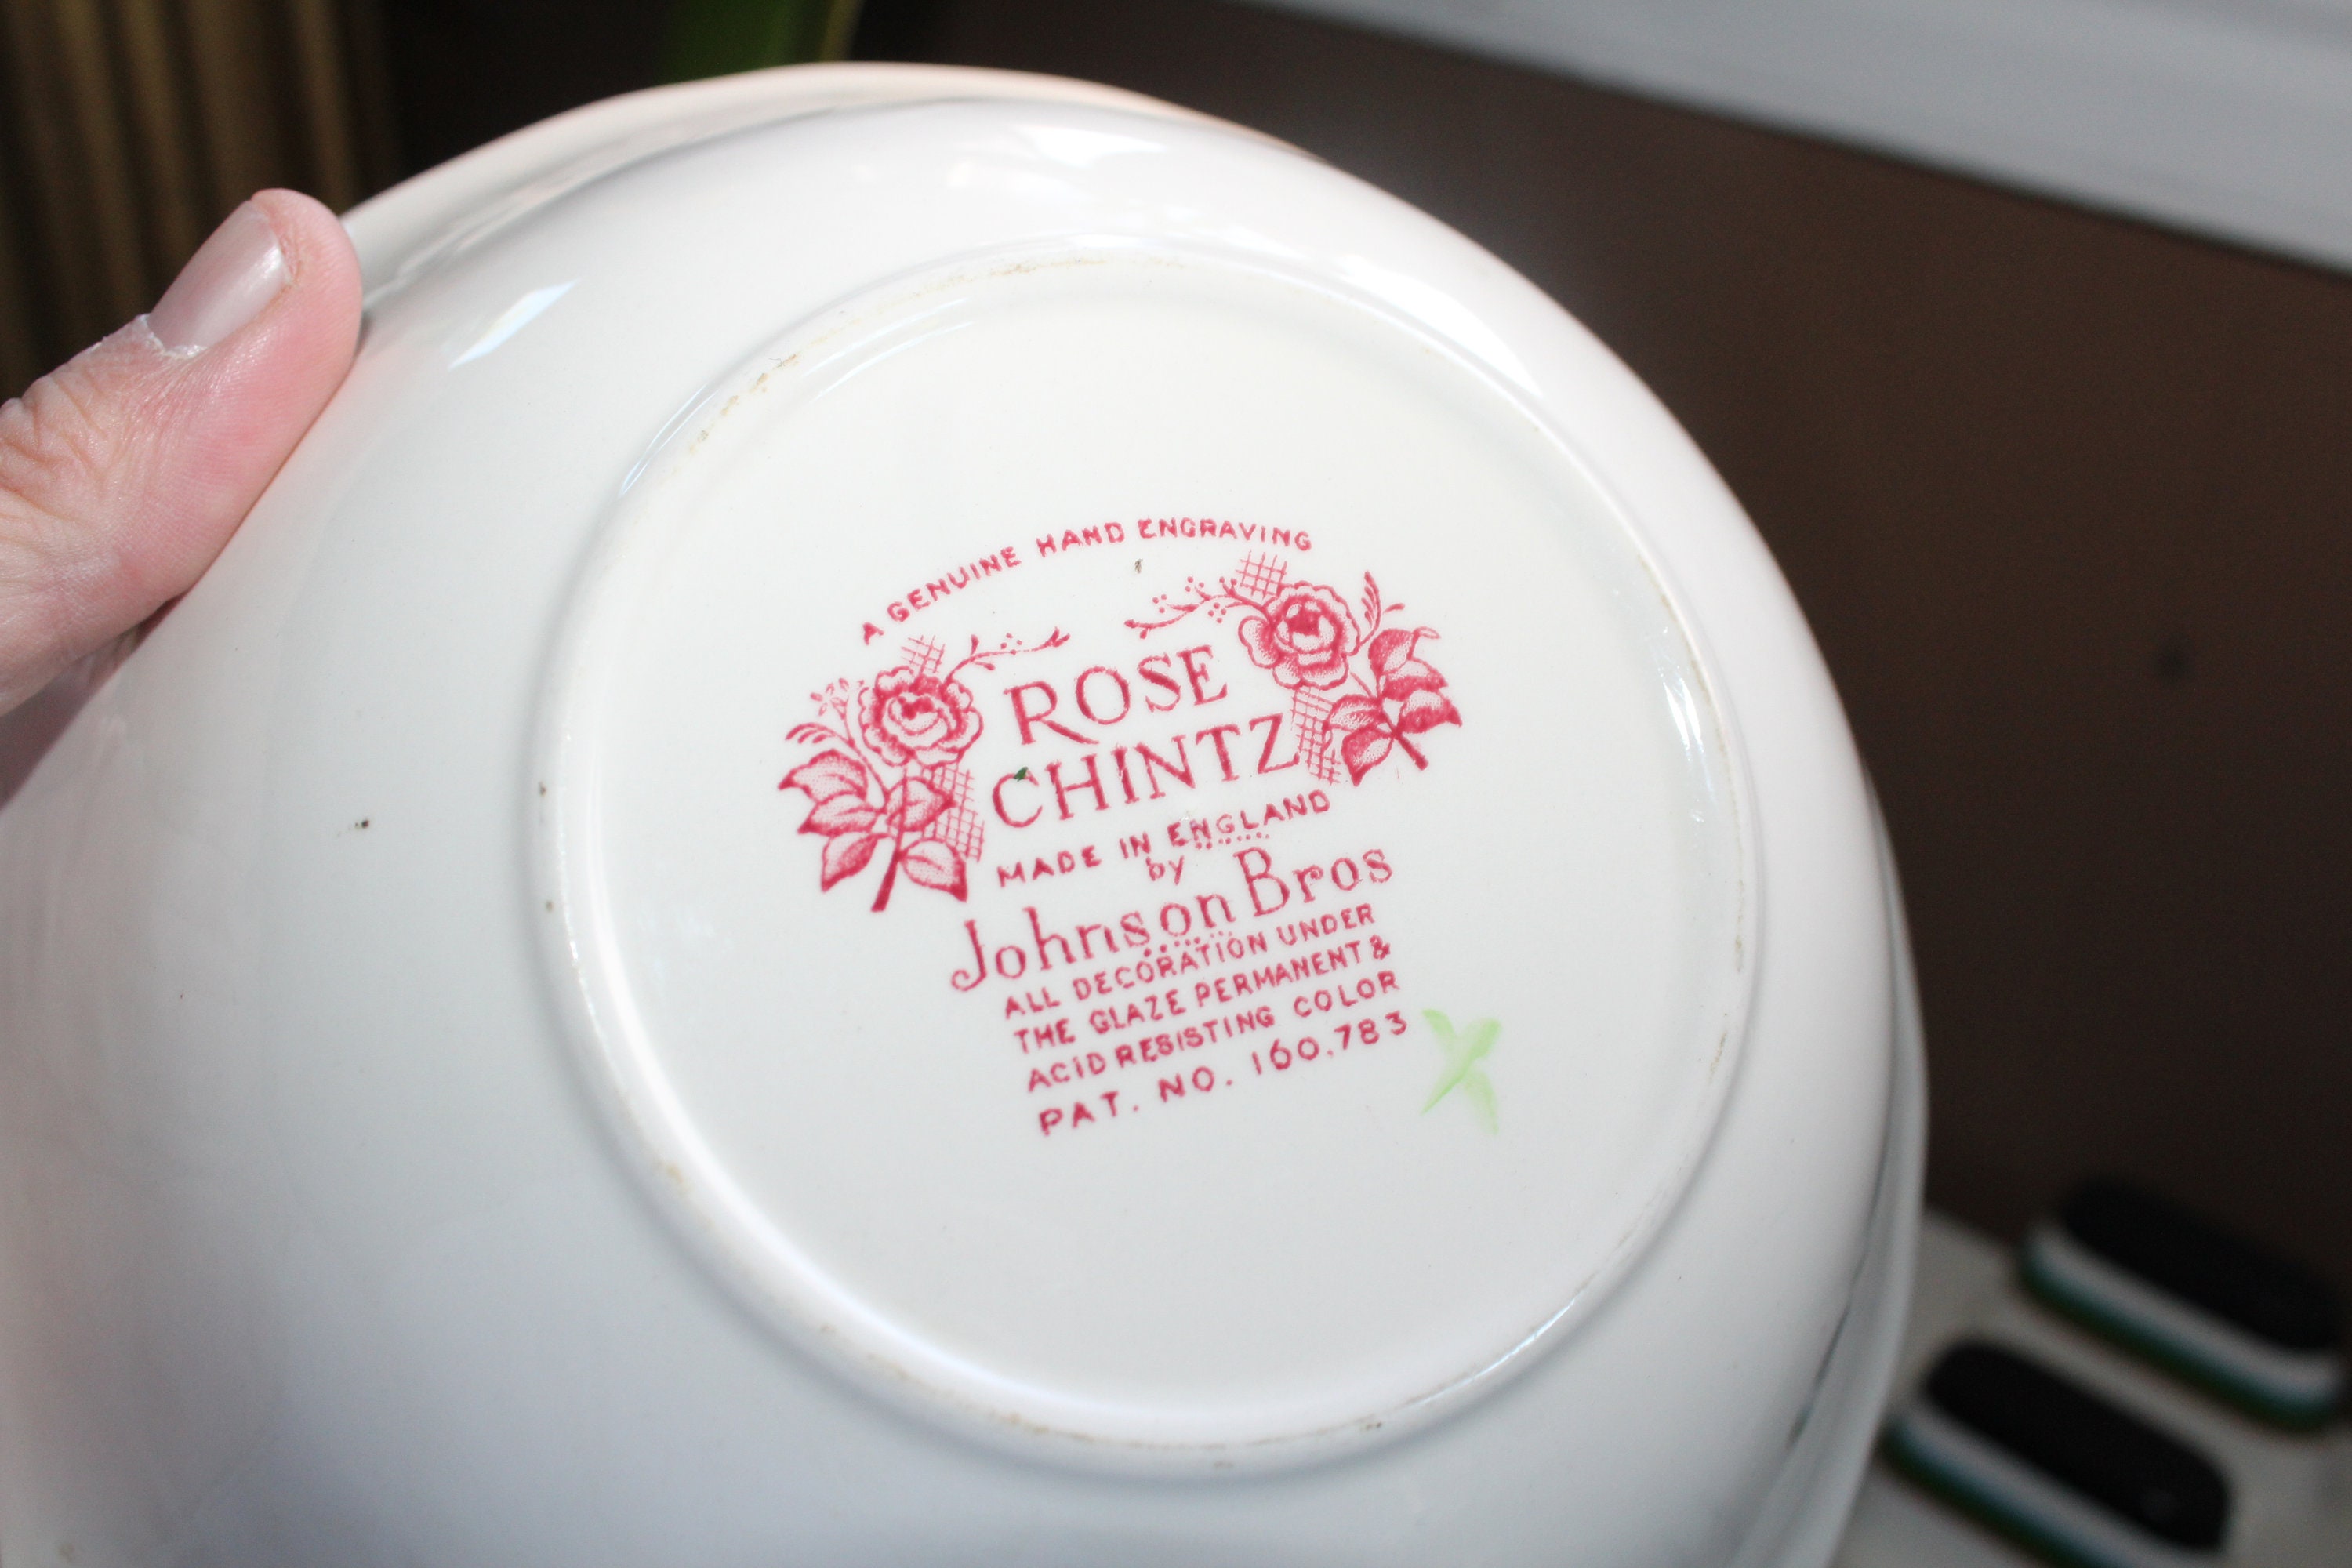 A GENUINE HAND ENGRAVING
ROSE
CHINTZ
MADE IN ENGLAND
by
Johnson Bros
ALL DECORATION UNDER
THE GLAZE PERMANENT &
ACID RESISTING COLOR
PAT. NO. 160.783